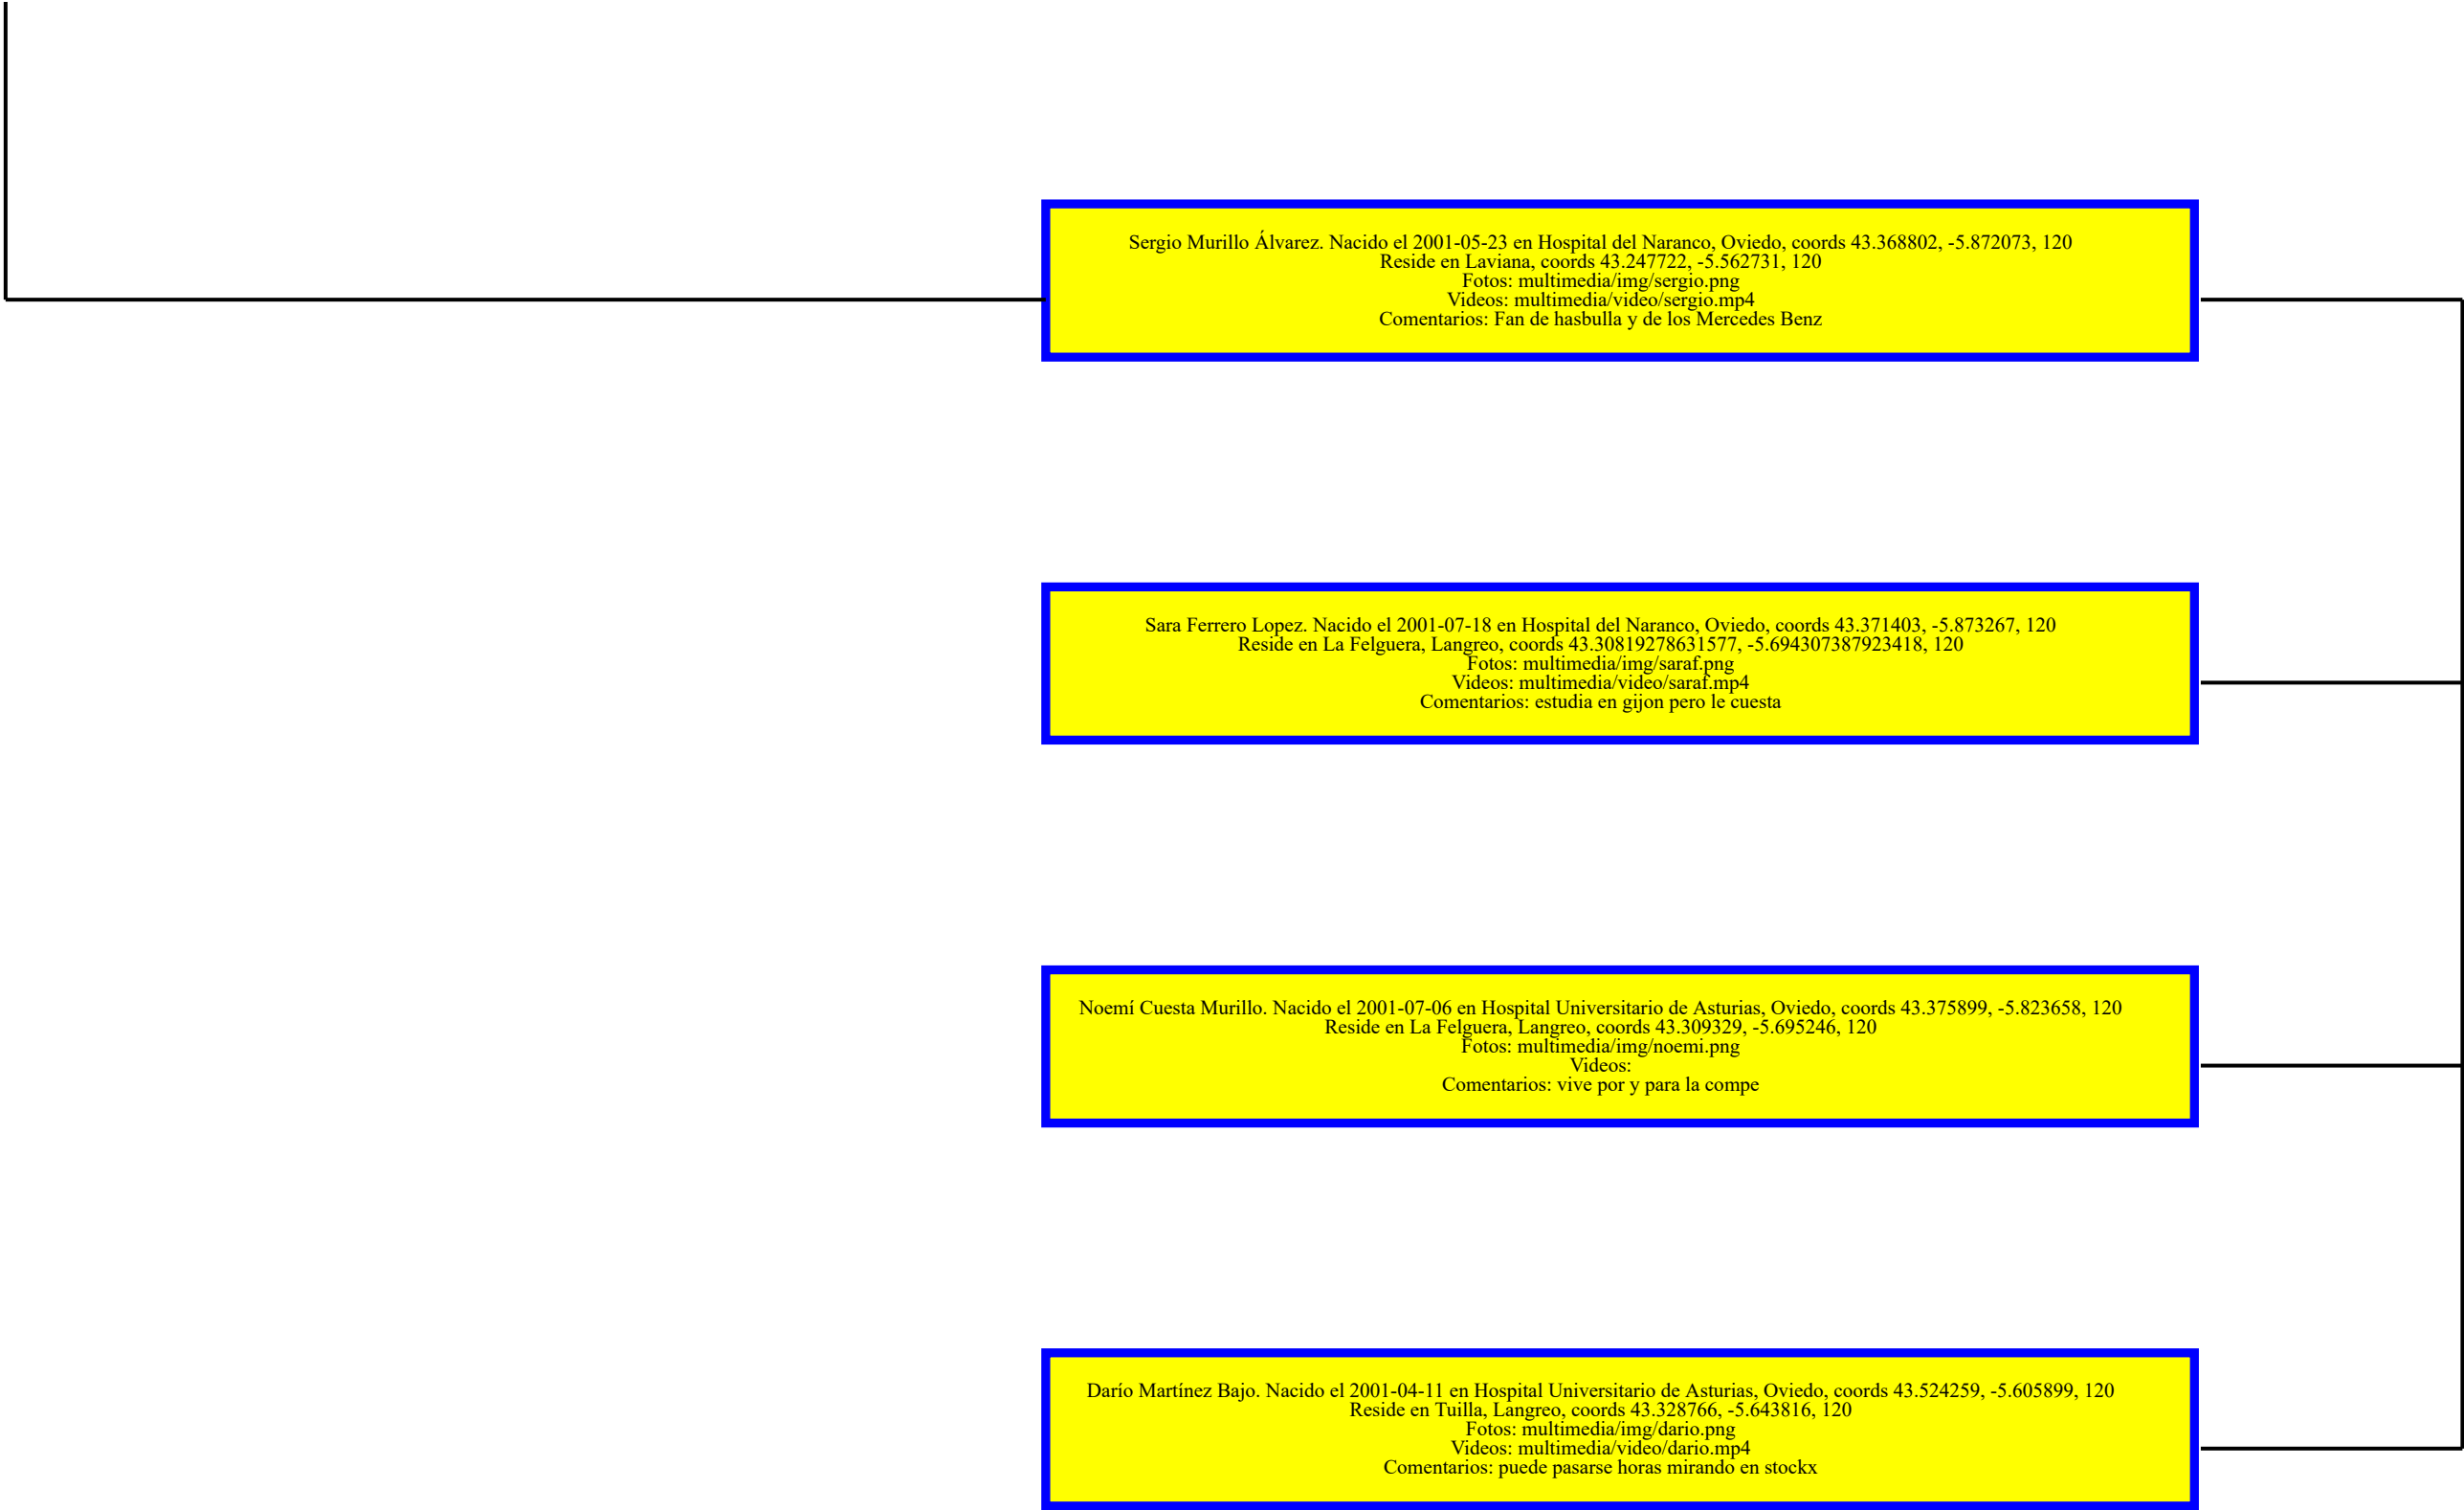 Sergio Murillo Álvarez. Nacido el 2001-05-23 en Hospital del Naranco, Oviedo, coords 43.368802, -5.872073, 120
Reside en Laviana, coords 43.247722, -5.562731, 120
Fotos: multimedia/img/sergio.png
Videos: multimedia/video/sergio.mp4
Comentarios: Fan de hasbulla y de los Mercedes Benz
Sara Ferrero Lopez. Nacido el 2001-07-18 en Hospital del Naranco, Oviedo, coords 43.371403, -5.873267, 120
Reside en La Felguera, Langreo, coords 43.30819278631577, -5.694307387923418, 120
Fotos: multimedia/img/saraf.png
Videos: multimedia/video/saraf.mp4
Comentarios: estudia en gijon pero le cuesta
Noemí Cuesta Murillo. Nacido el 2001-07-06 en Hospital Universitario de Asturias, Oviedo, coords 43.375899, -5.823658, 120
Reside en La Felguera, Langreo, coords 43.309329, -5.695246, 120
Fotos: multimedia/img/noemi.png
Videos:
Comentarios: vive por y para la compe
Darío Martínez Bajo. Nacido el 2001-04-11 en Hospital Universitario de Asturias, Oviedo, coords 43.524259, -5.605899, 120
Reside en Tuilla, Langreo, coords 43.328766, -5.643816, 120
Fotos: multimedia/img/dario.png
Videos: multimedia/video/dario.mp4
Comentarios: puede pasarse horas mirando en stockx